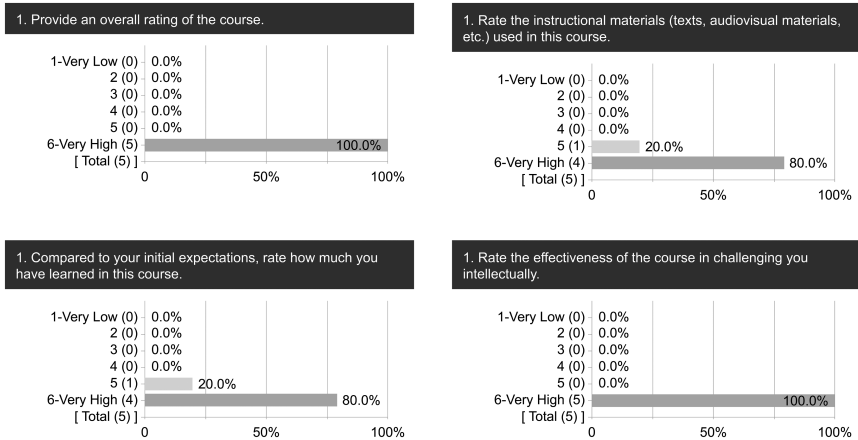 1. Provide an overall rating of the course.
1-Very Low (0) 0.0%
2 (0) 0.0%
3 (0) 0.0%
4 (0) 0.0%
5 (0) 0.0%
6-Very High (5) 100.0%
[ Total (5) ]
0 50% 100%
1. Rate the instructional materials (texts, audiovisual materials,
etc.) used in this course.
1-Very Low (0) 0.0%
2 (0) 0.0%
3 (0) 0.0%
4 (0) 0.0%
5 (1) 20.0%
6-Very High (4) 80.0%
[ Total (5) ]
0 50% 100%
1. Compared to your initial expectations, rate how much you
have learned in this course.
1-Very Low (0) 0.0%
2 (0) 0.0%
3 (0) 0.0%
4 (0) 0.0%
5 (1) 20.0%
6-Very High (4) 80.0%
[ Total (5) ]
0 50% 100%
1. Rate the effectiveness of the course in challenging you
intellectually.
1-Very Low (0) 0.0%
2 (0) 0.0%
3 (0) 0.0%
4 (0) 0.0%
5 (0) 0.0%
6-Very High (5) 100.0%
[ Total (5) ]
0 50% 100%